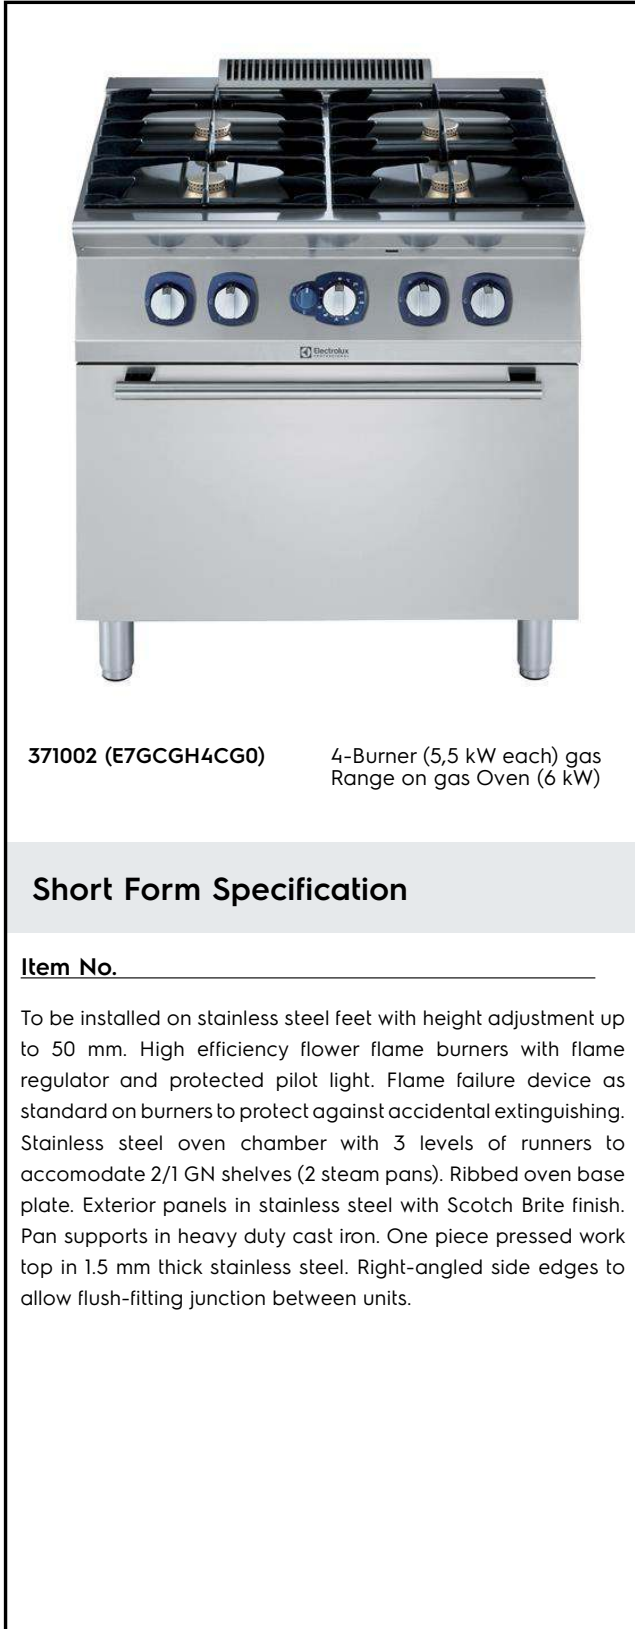 Electrolux
PROFESSIONAL
371002 (E7GCGH4CG0)
4-Burner (5,5 kW each) gas
Range on gas Oven (6 kW)
Short Form Specification
Item No.
To be installed on stainless steel feet with height adjustment up
to 50 mm. High efficiency flower flame burners with flame
regulator and protected pilot light. Flame failure device as
standard on burners to protect against accidental extinguishing.
Stainless steel oven chamber with 3 levels of runners to
accomodate 2/1 GN shelves (2 steam pans). Ribbed oven base
plate. Exterior panels in stainless steel with Scotch Brite finish.
Pan supports in heavy duty cast iron. One piece pressed work
top in 1.5 mm thick stainless steel. Right-angled side edges to
allow flush-fitting junction between units.